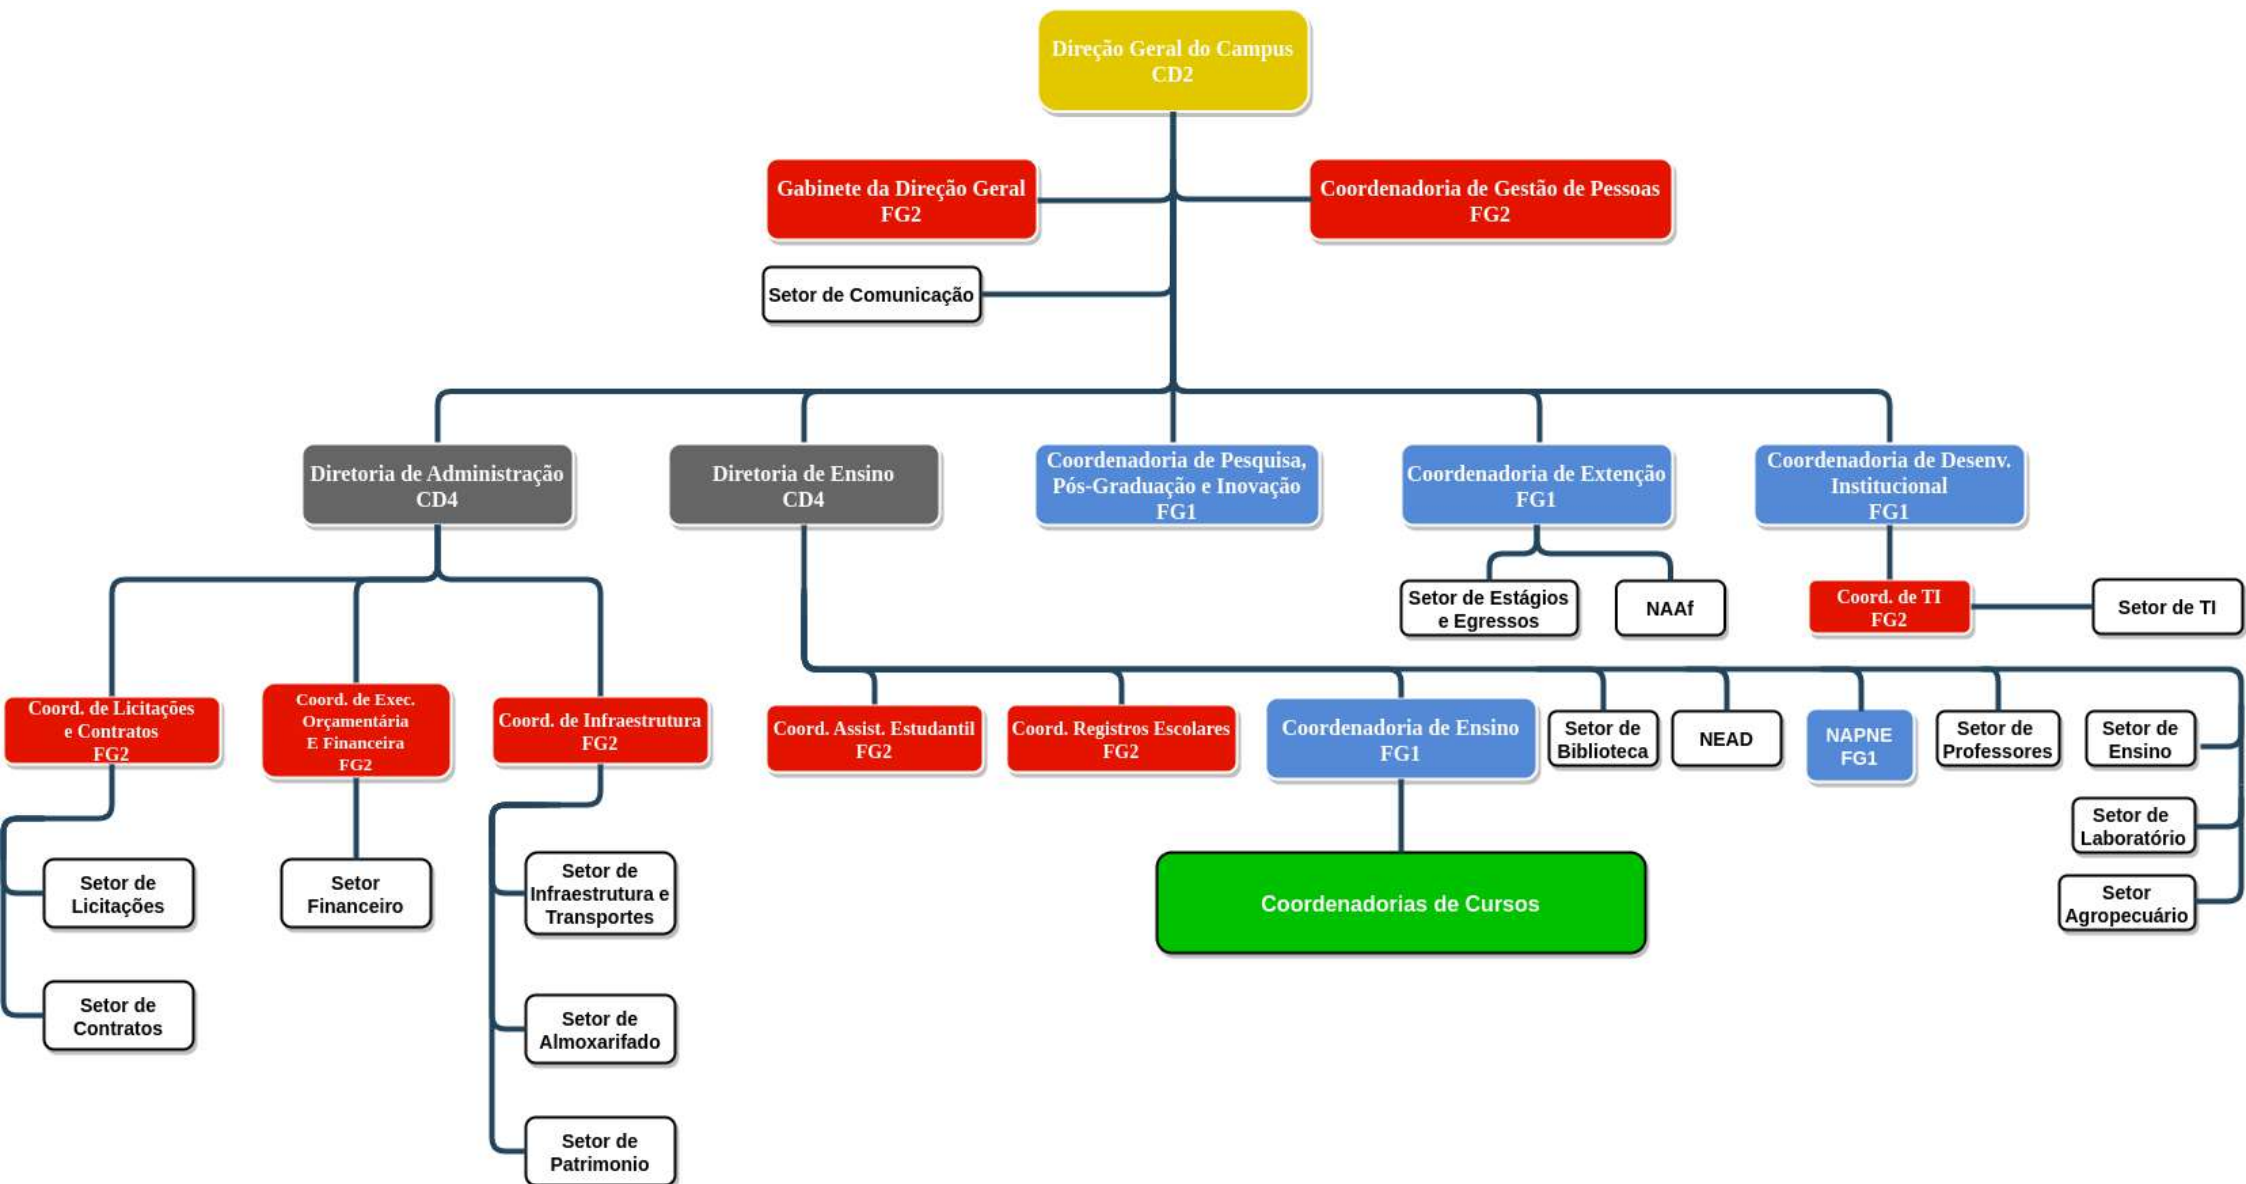 Direção Geral do Campus
CD2
Gabinete da Direção Geral
FG2
Coordenadoria de Gestão de Pessoas
FG2
Setor de Comunicação
Diretoria de Administração
CD4
Diretoria de Ensino
CD4
Coordenadoria de Pesquisa,
Pós-Graduação e Inovação
FG1
Coordenadoria de Extenção
FG1
Coordenadoria de Desenv.
Institucional
FG1
Setor de Estágios
e Egressos
NAAf
Coord. de TI
FG2
Setor de TI
Coord. de Licitações
e Contratos
FG2
Coord. de Exec.
Orçamentária
E Financeira
FG2
Coord. de Infraestrutura
FG2
Coord. Assist. Estudantil
FG2
Coord. Registros Escolares
FG2
Coordenadoria de Ensino
FG1
Setor de
Biblioteca
NEAD
NAPNE
FG1
Setor de
Professores
Setor de
Ensino
Setor de
Laboratório
Setor
Agropecuário
Setor de
Licitações
Setor
Financeiro
Setor de
Infraestrutura e
Transportes
Coordenadorias de Cursos
Setor de
Contratos
Setor de
Almoxarifado
Setor de
Patrimonio